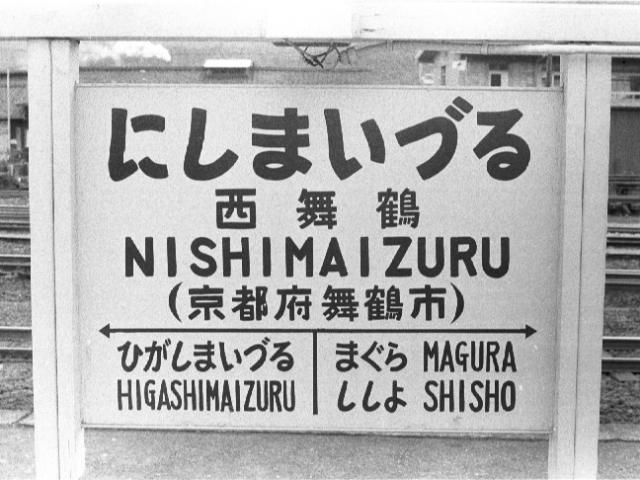 にしまいづる
西舞鶴
NISHIMAIZURU
(京都府舞鶴市)
ひがしまいづる
HIGASHIMAIZURU
まぐら MAGURA
ししよ SHISHO